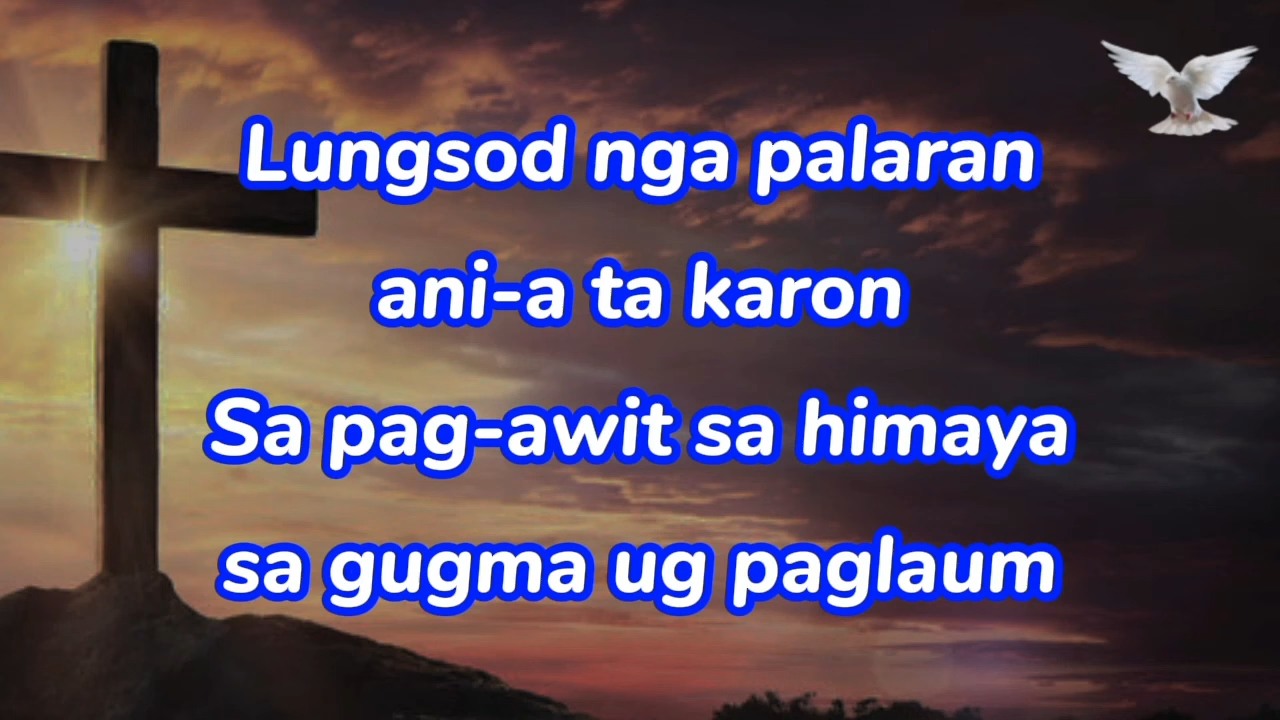 Lungsod nga palaran
ani-a ta karon
Sa pag-awit sa himaya
sa gugma ug paglaum